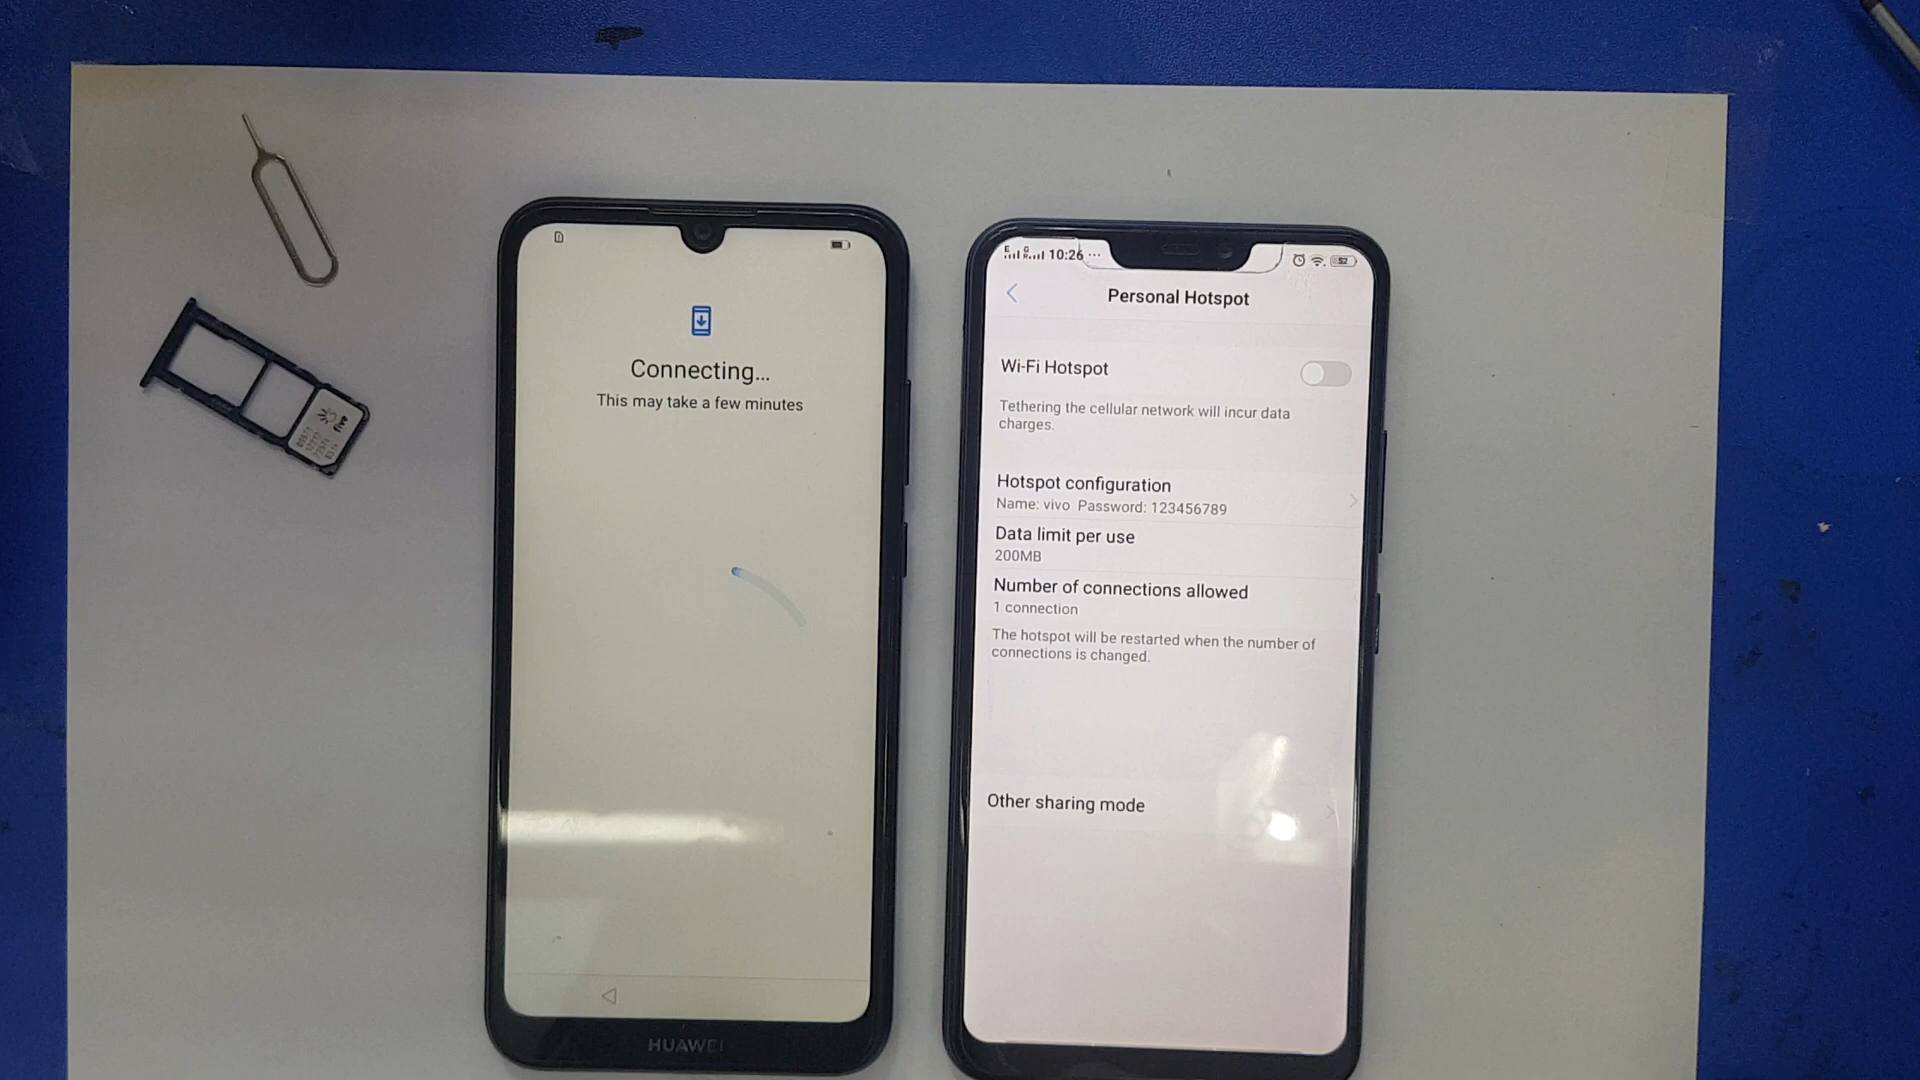 Connecting...
This may take a few minutes
HUAWEI
10:26 ...
52
Personal Hotspot
Wi-Fi Hotspot
Tethering the cellular network will incur data
charges.
Hotspot configuration
Name: vivo Password: 123456789
Data limit per use
200MB
Number of connections allowed
1 connection
The hotspot will be restarted when the number of
connections is changed.
Other sharing mode
five